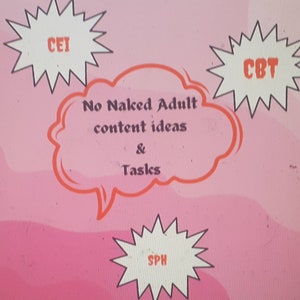 CEI
CBT
No Naked Adult
content ideas
&
Tasks
SPH